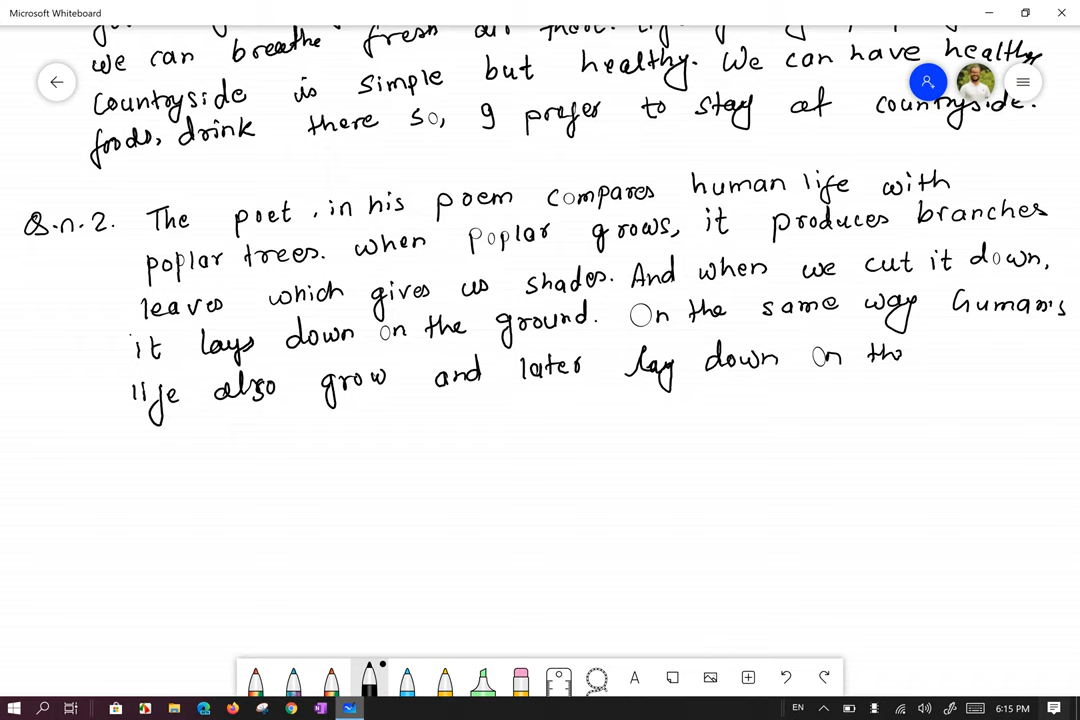 Microsoft Whiteboard
we can breathe fresh air there.
countryside is simple but healthy. We can have healthy
foods, drink there so, I prefer to stay at countryside.
Q.n.2. The poet, in his poem compares human life with
poplar trees. when poplar grows, it produces branches
leaves which gives us shades. And when we cut it down,
it lays down on the ground. On the same way human's
life also grow and later lay down on the
EN 6:15 PM